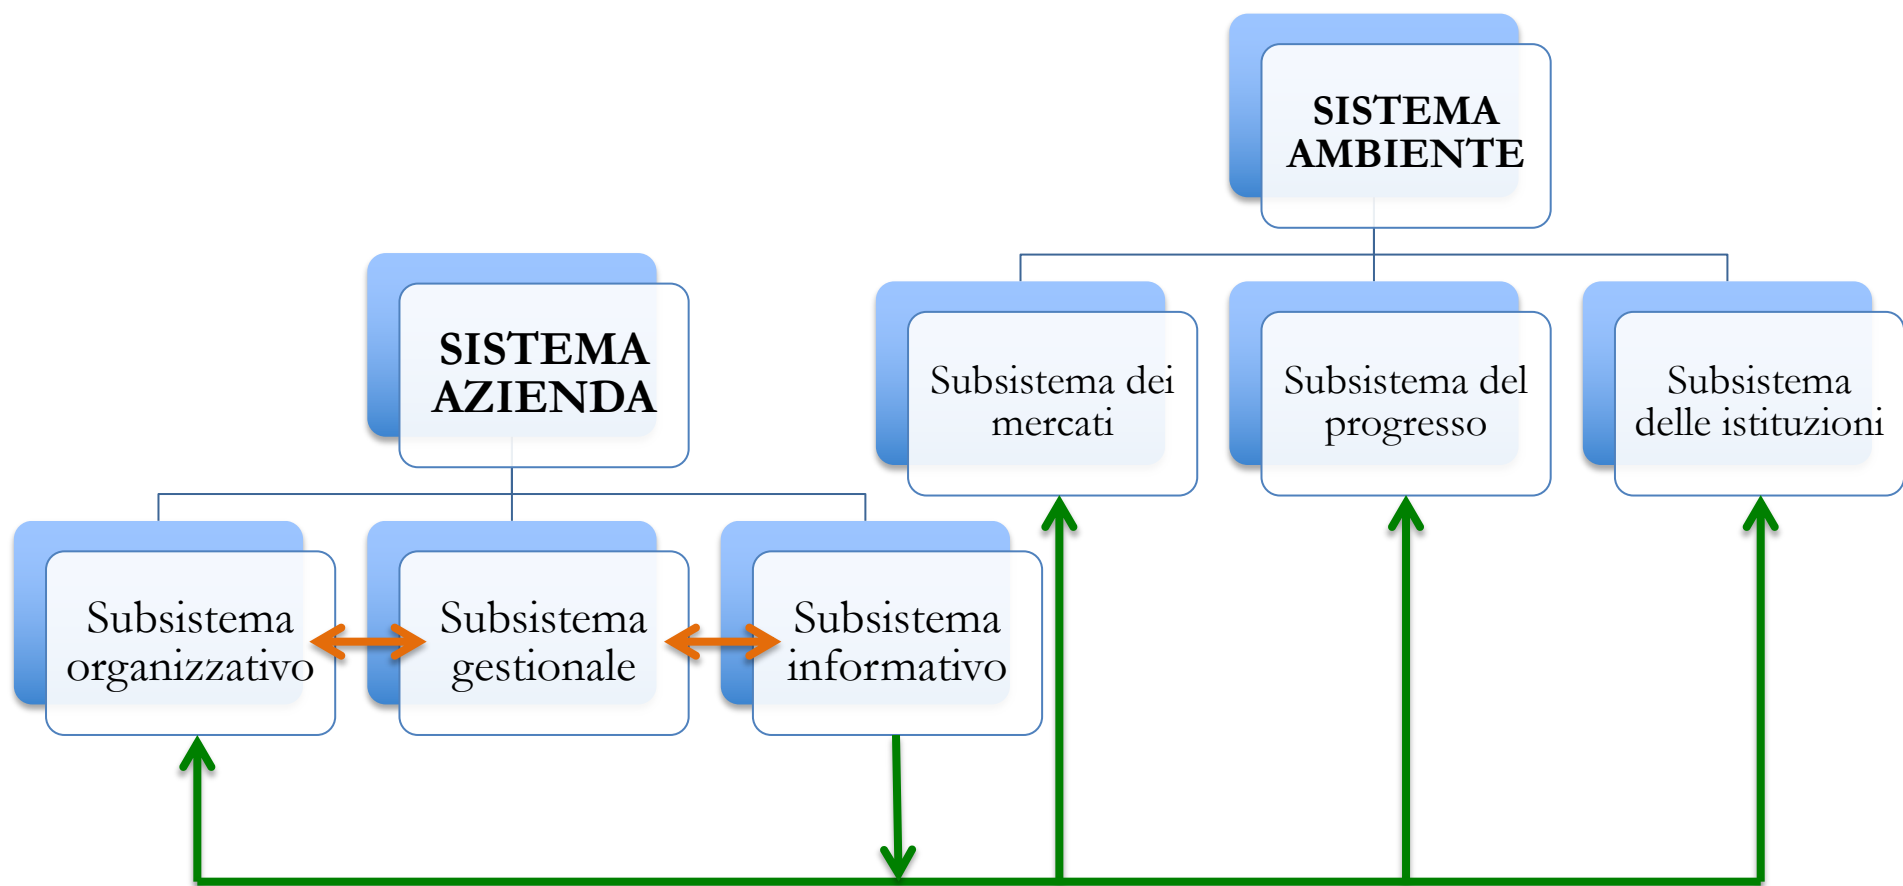 SISTEMA
AMBIENTE
SISTEMA
AZIENDA
Subsistema dei
mercati
Subsistema del
progresso
Subsistema
delle istituzioni
Subsistema
organizzativo
Subsistema
gestionale
Subsistema
informativo